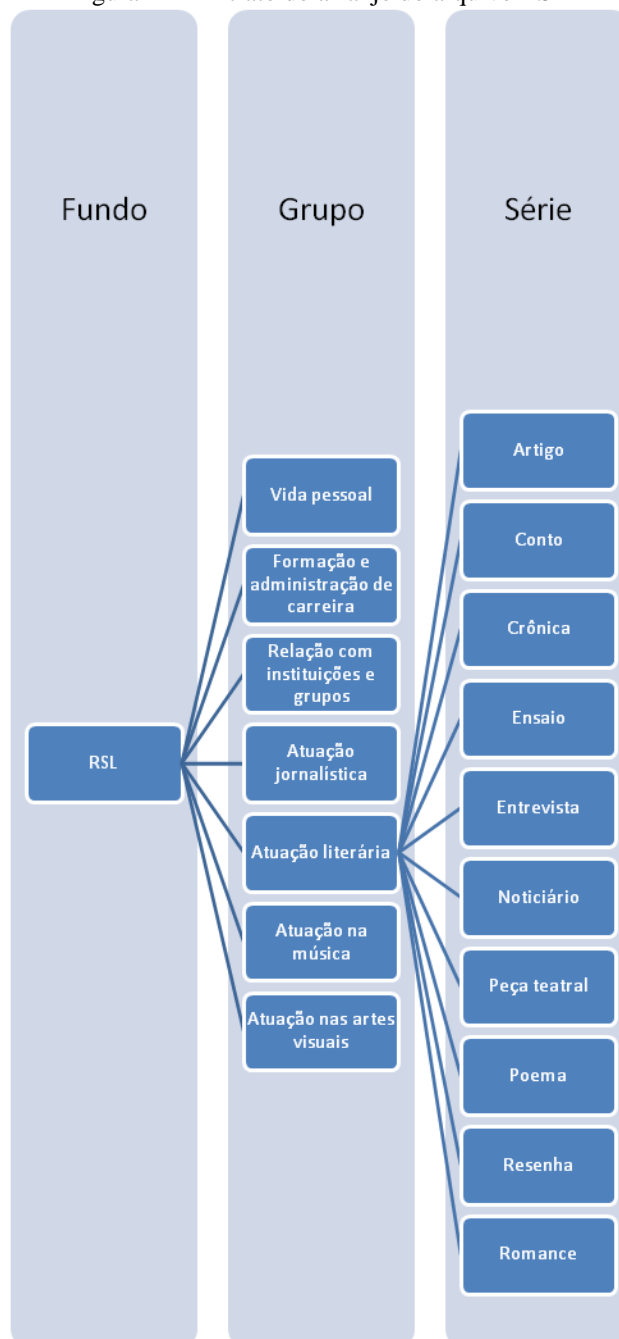 Fundo
Grupo
Série
RSL
Vida pessoal
Formação e
administração de
carreira
Relação com
instituições e
grupos
Atuação
jornalística
Atuação literária
Atuação na
música
Atuação nas artes
visuais
Artigo
Conto
Crônica
Ensaio
Entrevista
Noticiário
Peça teatral
Poema
Resenha
Romance